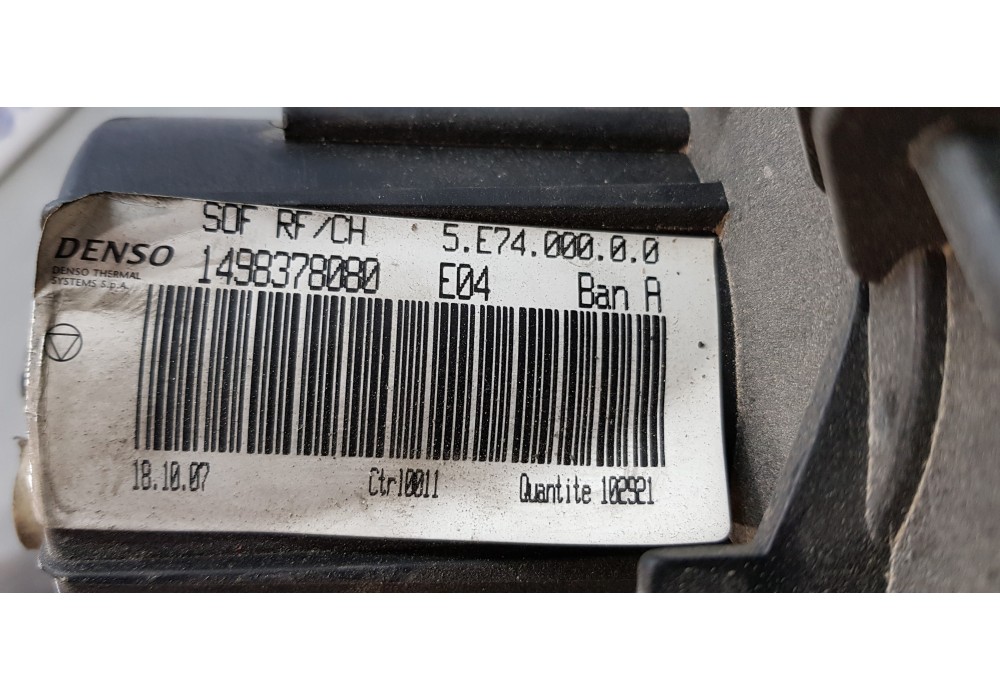 SOF RF/CH 5.E74.000.0.0
DENSO
DENSO THERMAL
SYSTEMS S.p.A.
1498378080 E04 Ban A
18.10.07 Ctrl0011 Quantite 102921